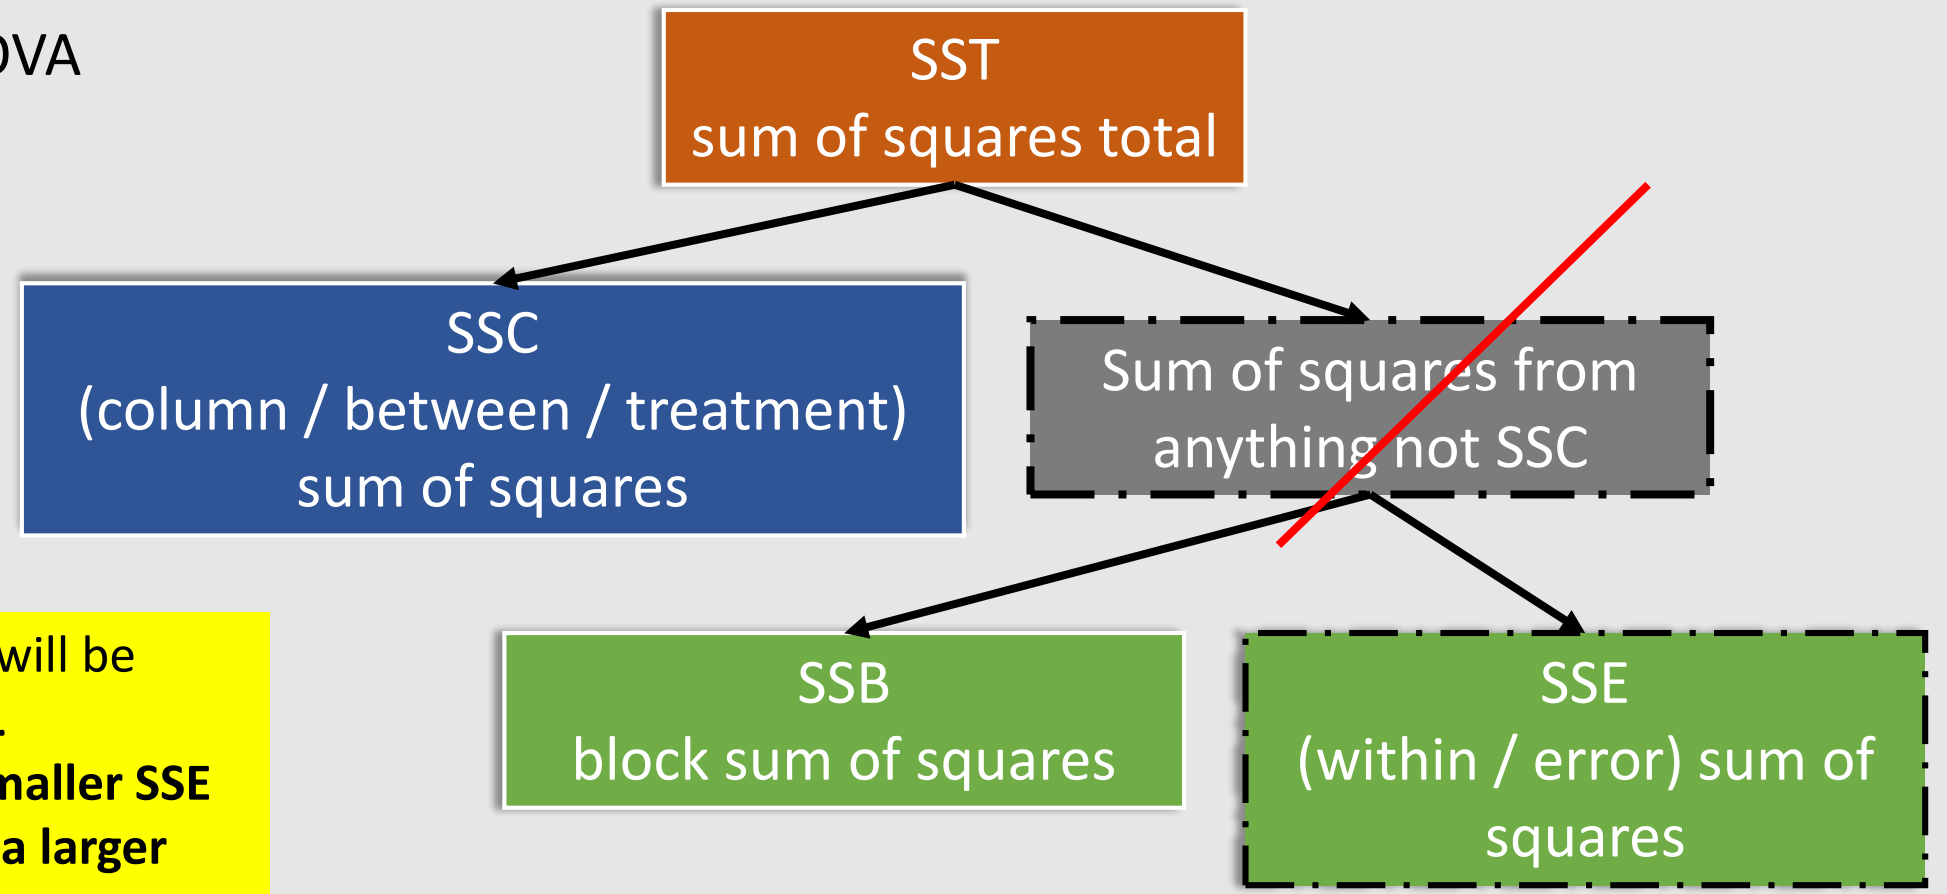 OVA
SST
sum of squares total
SSC
(column / between / treatment)
sum of squares
Sum of squares from
anything not SSC
will be
.
maller SSE
a larger
SSB
block sum of squares
SSE
(within / error) sum of
squares